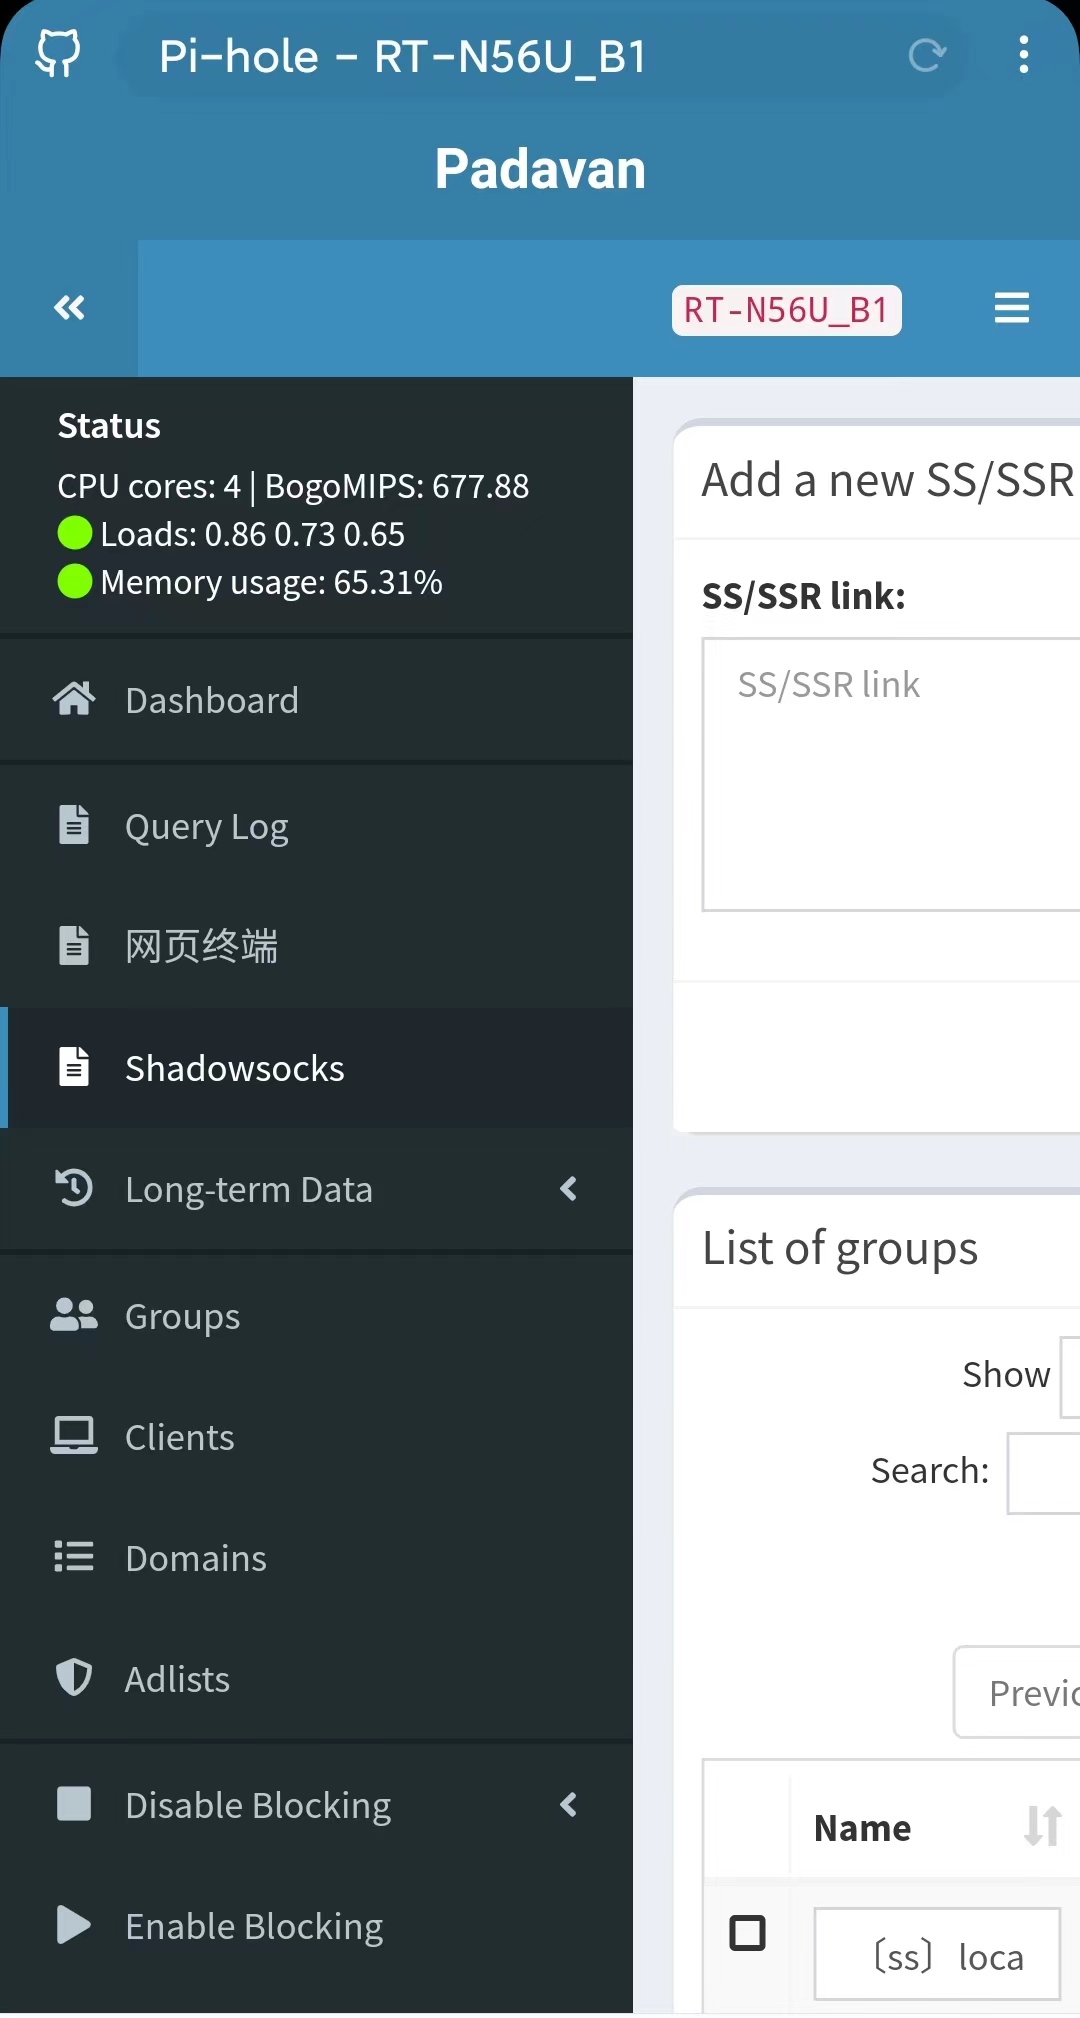 Pi-hole - RT-N56U_B1
Padavan
RT-N56U_B1
Status
CPU cores: 4 | BogoMIPS: 677.88
Loads: 0.86 0.73 0.65
Memory usage: 65.31%
Dashboard
Query Log
网页终端
Shadowsocks
Long-term Data
Groups
Clients
Domains
Adlists
Disable Blocking
Enable Blocking
Add a new SS/SSR
SS/SSR link:
SS/SSR link
List of groups
Show
Search:
Previo
Name
〔ss〕 loca